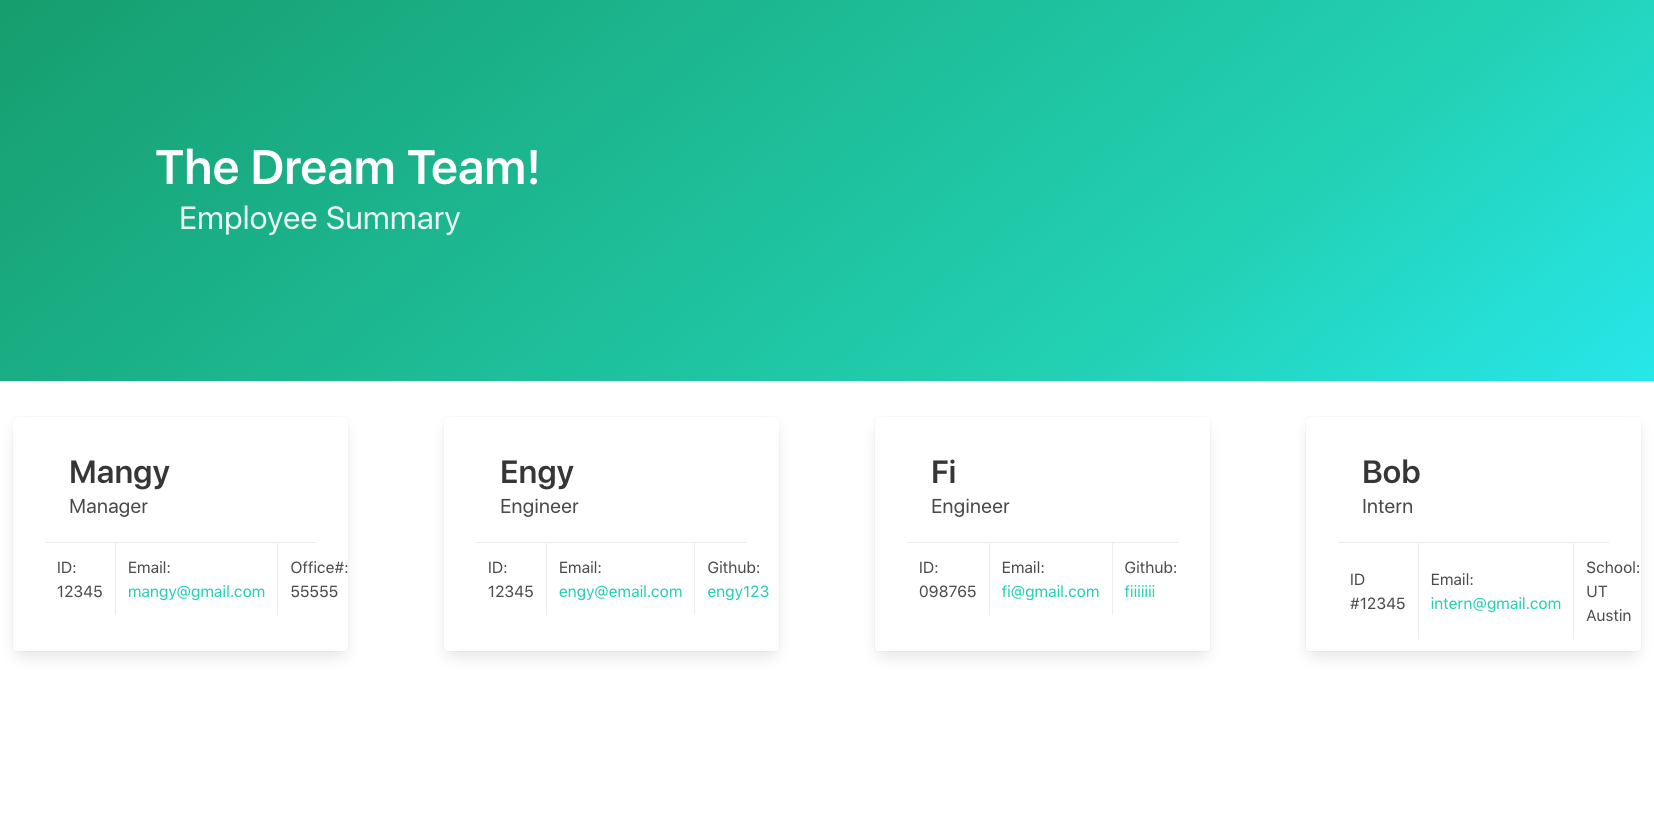 The Dream Team!
Employee Summary
Mangy
Manager
ID:
12345
Email:
mangy@gmail.com
Office#:
55555
Engy
Engineer
ID:
12345
Email:
engy@email.com
Github:
engy123
Fi
Engineer
ID:
098765
Email:
fi@gmail.com
Github:
fiiiiiii
Bob
Intern
ID
#12345
Email:
intern@gmail.com
School:
UT
Austin